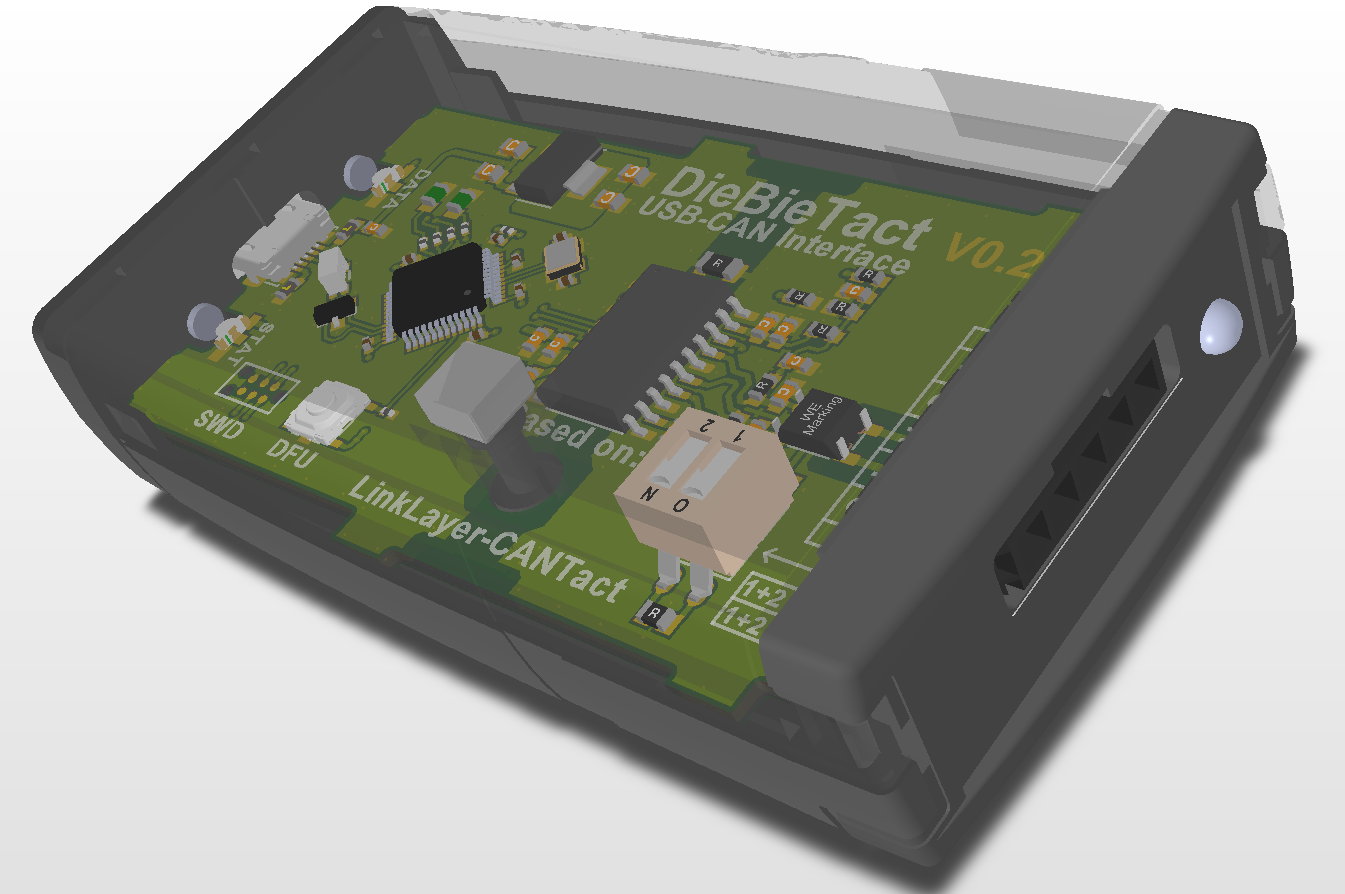 DieBieTact
USB-CAN Interface
V0.2
DATA
STAT
SWD
DFU
ased on:
LinkLayer-CANTact
WE
Marking
1 2
O N
1+2
1+2
C
C
C
C
C
R
R
R
R
R
R
R
C
C
C
C
C
C
C